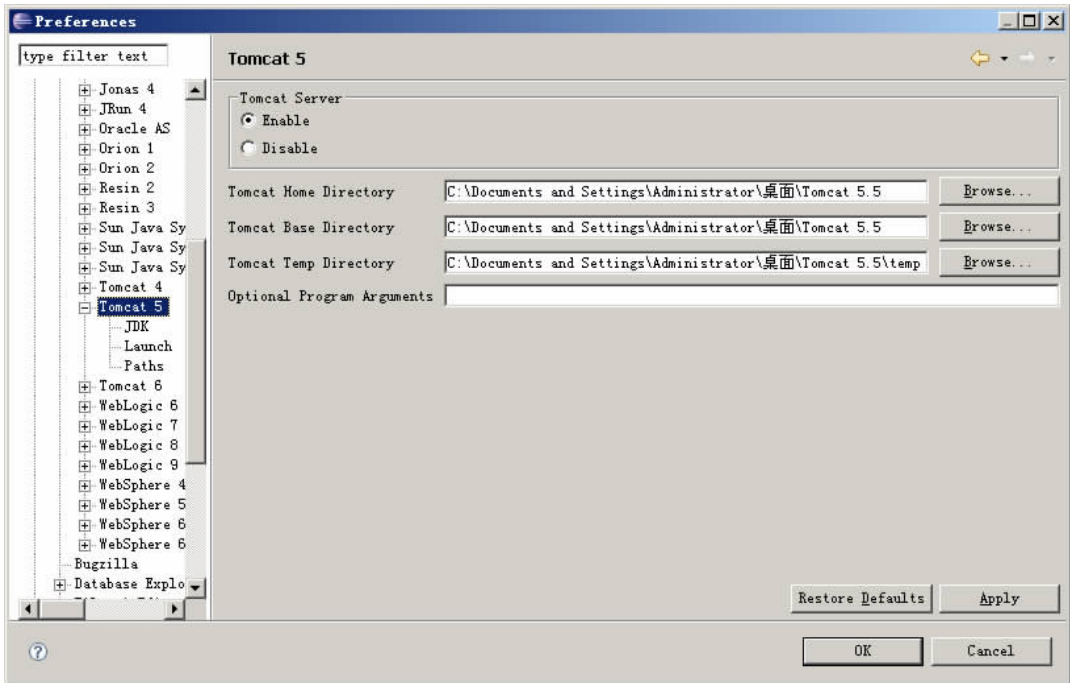 Preferences
type filter text
Jonas 4
JRun 4
Oracle AS
Orion 1
Orion 2
Resin 2
Resin 3
Sun Java Sy
Sun Java Sy
Sun Java Sy
Tomcat 4
Tomcat 5
JDK
Launch
Paths
Tomcat 6
WebLogic 6
WebLogic 7
WebLogic 8
WebLogic 9
WebSphere 4
WebSphere 5
WebSphere 6
WebSphere 6
Bugzilla
Database Explo
Tomcat 5
Tomcat Server
Enable
Disable
Tomcat Home Directory C:\Documents and Settings\Administrator\桌面\Tomcat 5.5 Browse...
Tomcat Base Directory C:\Documents and Settings\Administrator\桌面\Tomcat 5.5 Browse...
Tomcat Temp Directory C:\Documents and Settings\Administrator\桌面\Tomcat 5.5\temp Browse...
Optional Program Arguments
Restore Defaults Apply
OK Cancel